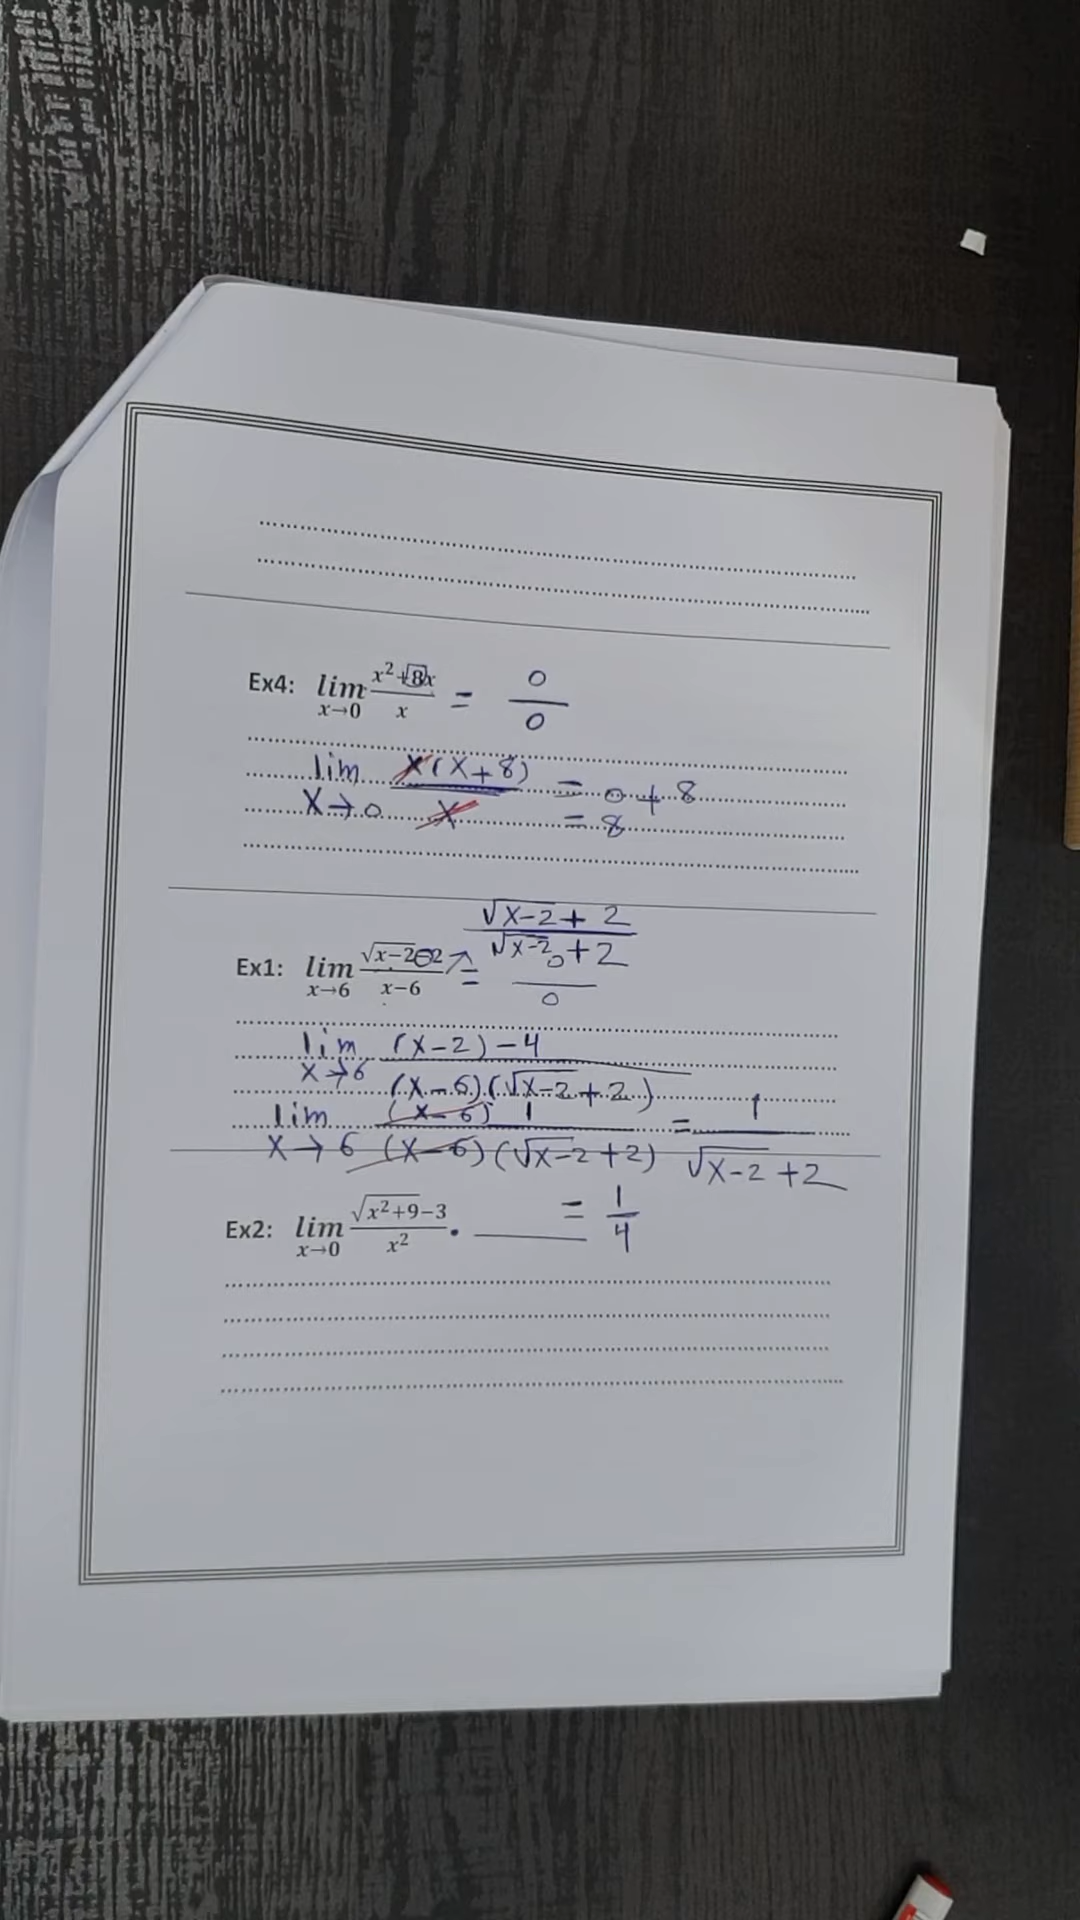 Ex4: lim x→0 x²+8x / x = 0 / 0
lim X→0 X(X+8) / X = 0+8
= 8
√X-2 + 2 / √X-2 + 2
Ex1: lim x→6 √x-2-2 / x-6 = 0 / 0
lim X→6 (X-2)-4 / (X-6)(√X-2+2)
lim X→6 (X-6) 1 / (X-6)(√X-2+2) = 1 / √X-2+2
Ex2: lim x→0 √x²+9-3 / x² . ___ = 1 / 4